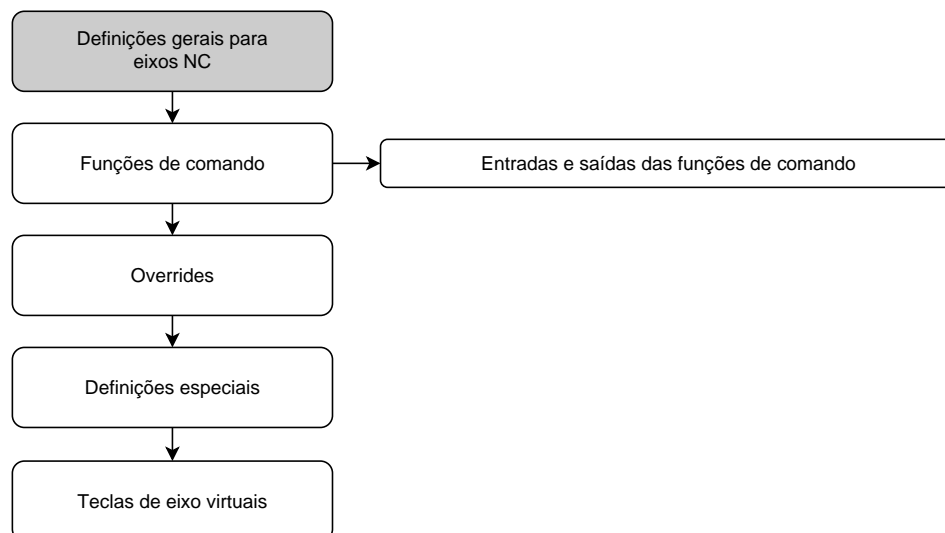 Definições gerais para
eixos NC
Funções de comando
Entradas e saídas das funções de comando
Overrides
Definições especiais
Teclas de eixo virtuais